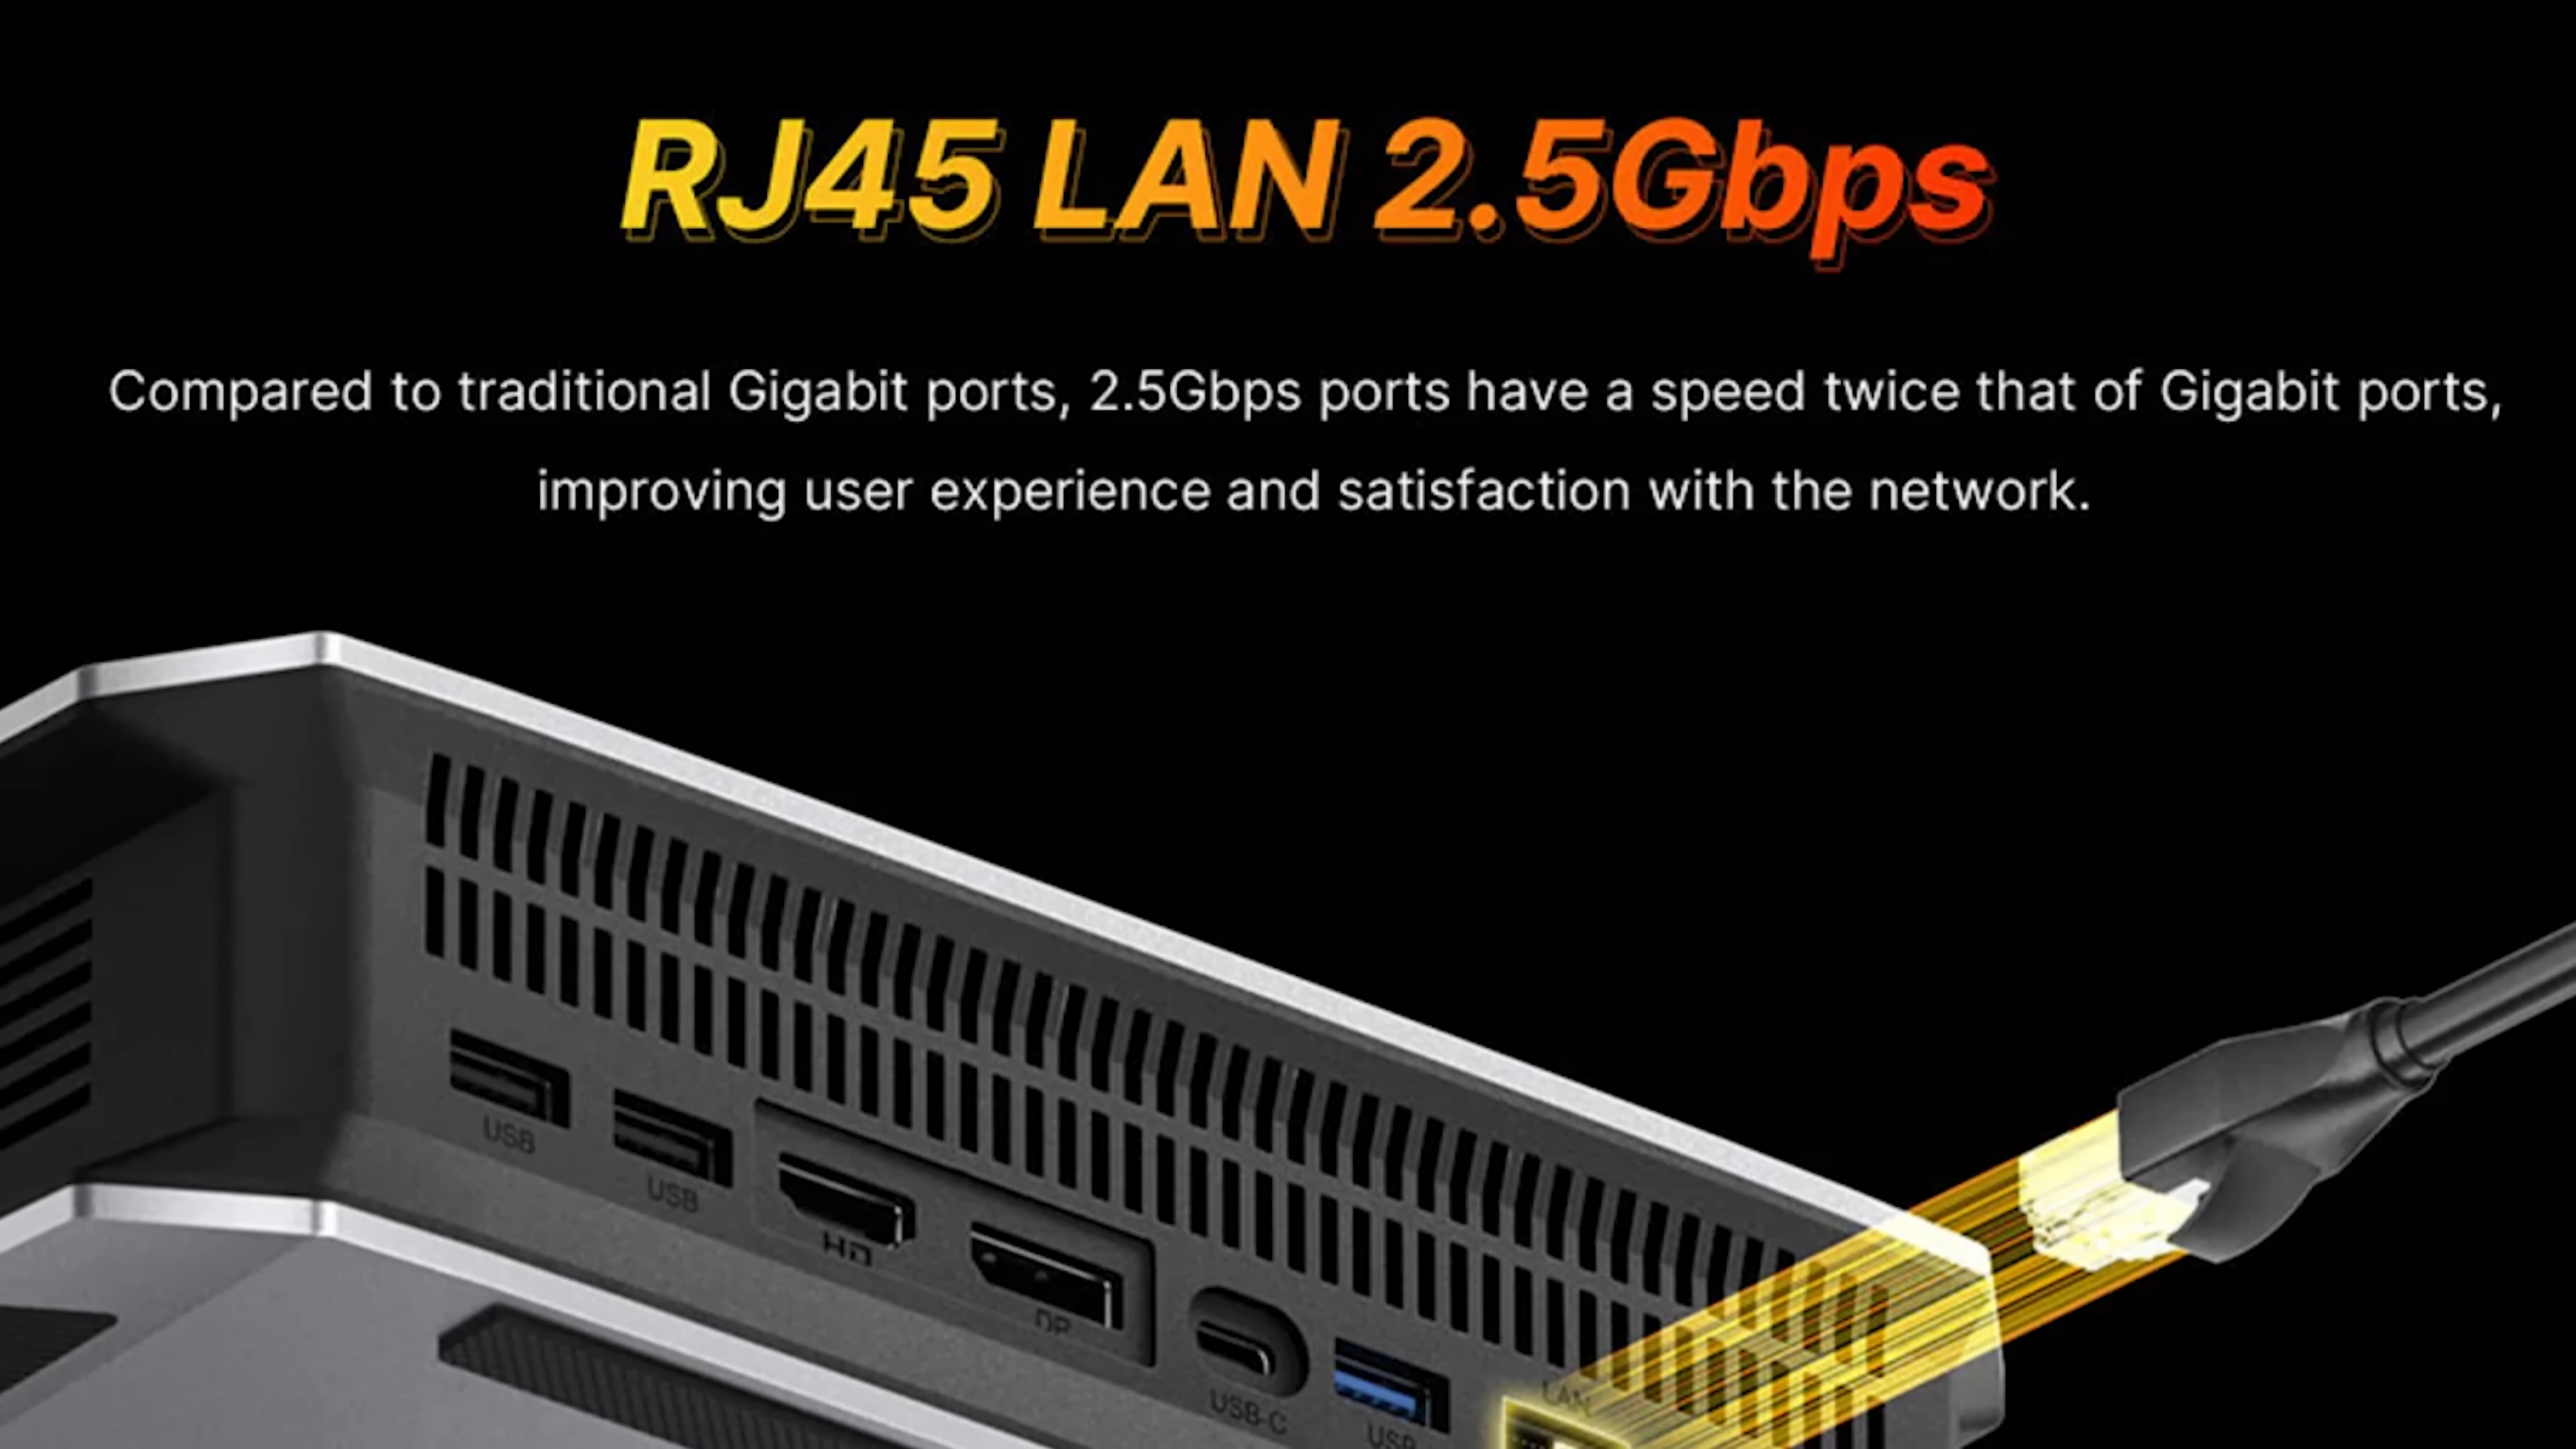 RJ45 LAN 2.5Gbps
Compared to traditional Gigabit ports, 2.5Gbps ports have a speed twice that of Gigabit ports,
improving user experience and satisfaction with the network.
USB
USB
HD
DP
USB-C
USB
LAN